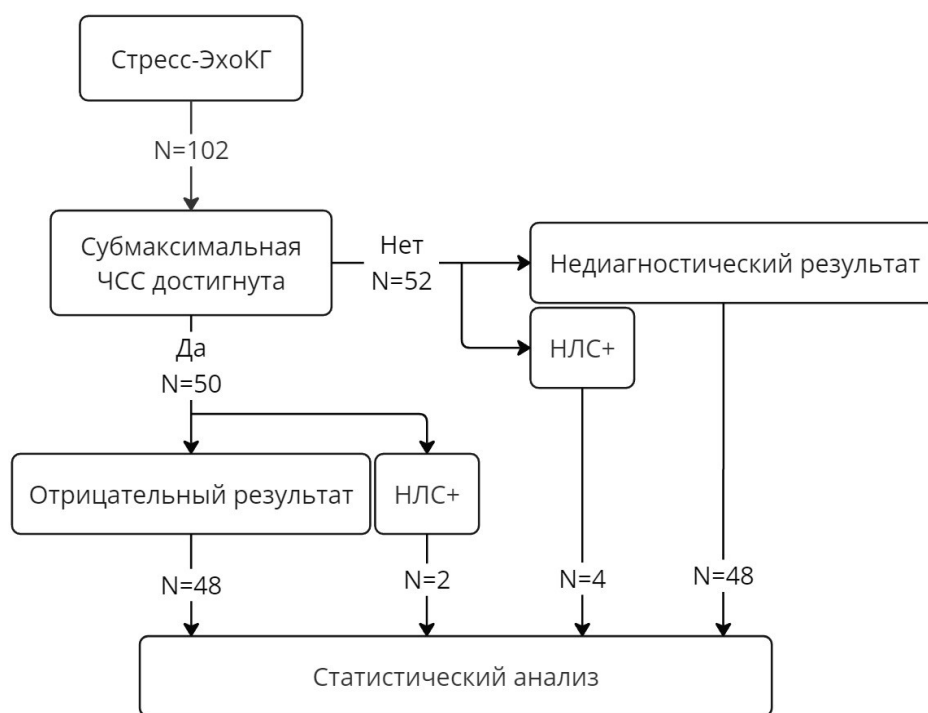 Стресс-ЭхоКГ
N=102
Субмаксимальная
ЧСС достигнута
Нет
N=52
Недиагностический результат
НЛС+
Да
N=50
Отрицательный результат
НЛС+
N=48
N=2
N=4
N=48
Статистический анализ